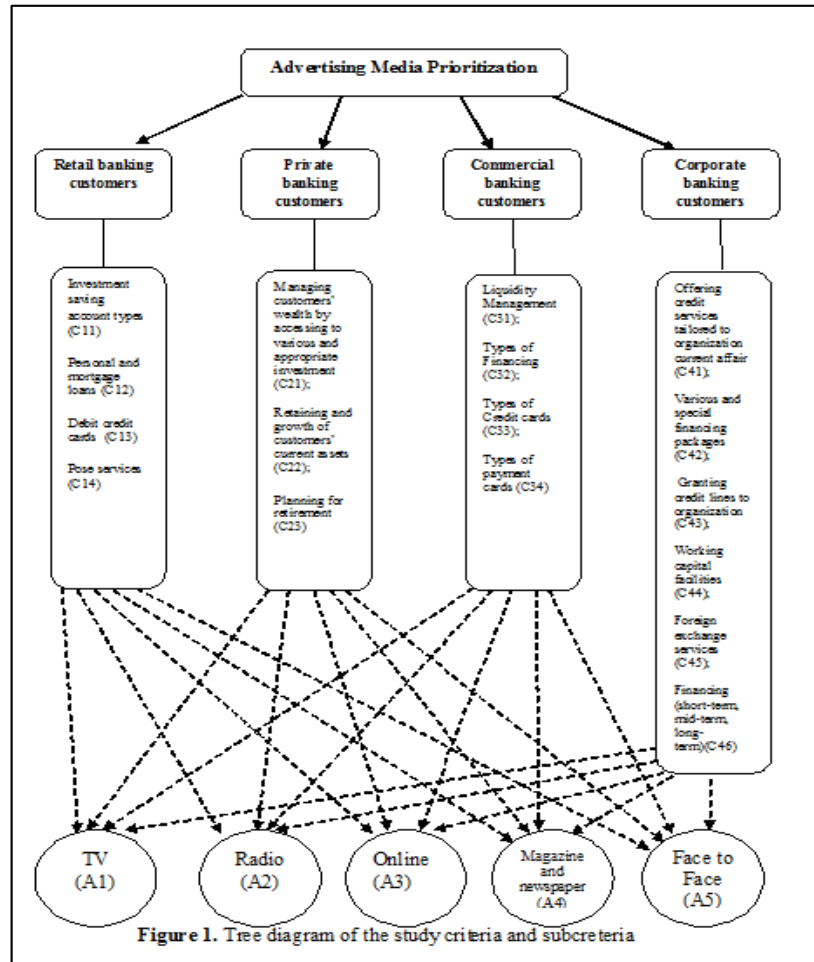 Advertising Media Prioritization
Retail banking
customers
Private
banking
customers
Commercial
banking
customers
Corporate
banking
customers
Investment
saving
account types
(C11)
Personal and
mortgage
loans (C12)
Debit credit
cards (C13)
Pose services
(C14)
Managing
customers'
wealth by
accessing to
various and
appropriate
investment
(C21);
Retaining and
growth of
customers'
current assets
(C22);
Planning for
retirement
(C23)
Liquidity
Management
(C31);
Types of
Financing
(C32);
Types of
Credit cards
(C33);
Types of
payment
cards (C34)
Offering
credit
services
tailored to
organization
current affair
(C41);
Various and
special
financing
packages
(C42);
Granting
credit lines to
organization
(C43);
Working
capital
facilities
(C44);
Foreign
exchange
services
(C45);
Financing
(short-term,
mid-term,
long-
term)(C46)
TV
(A1)
Radio
(A2)
Online
(A3)
Magazine
and
newspaper
(A4)
Face to
Face
(A5)
Figure 1. Tree diagram of the study criteria and subcreteria